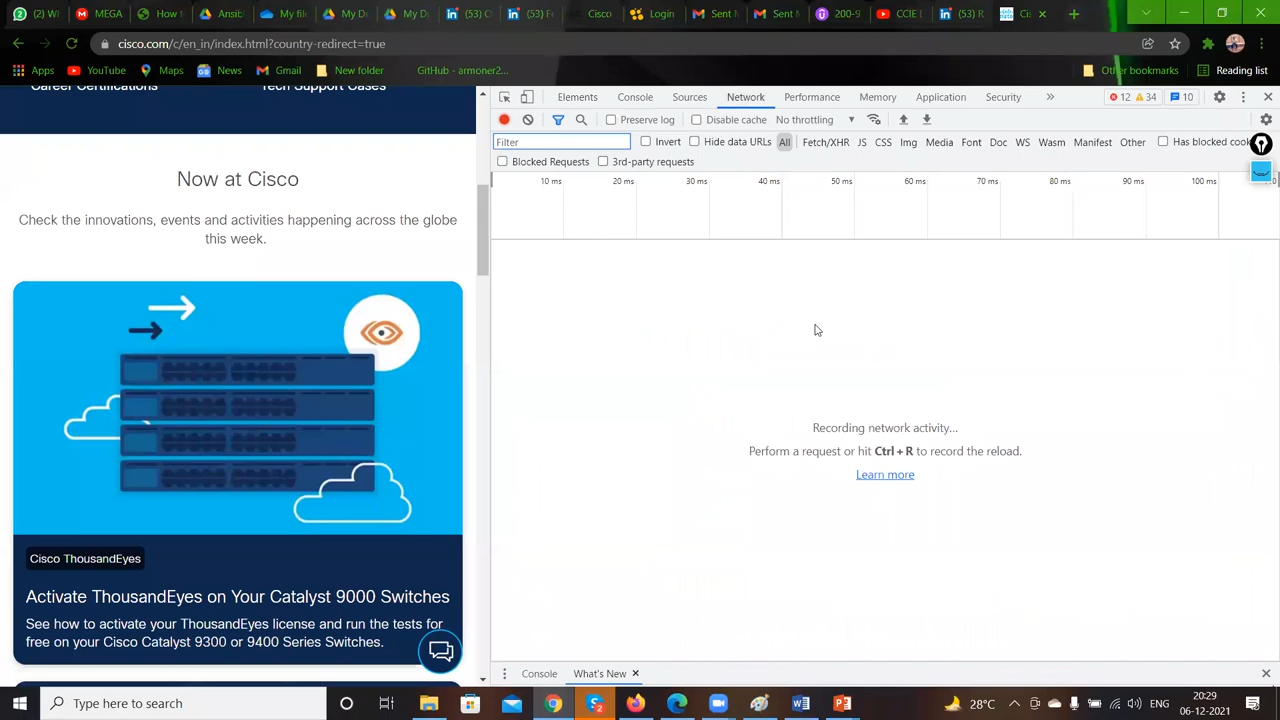 (2) W
MEGA
How N
Ansibl
My file
My Dr
My Dr
(53) C
(53) Fe
Cisco
Login
Sent M
Sent M
200-9
CCIE D
(53) R
Cis
cisco.com/c/en_in/index.html?country-redirect=true
Apps
YouTube
Maps
News
Gmail
New folder
GitHub - armoner2...
Other bookmarks
Reading list
Career Certifications
Tech Support Cases
Now at Cisco
Check the innovations, events and activities happening across the globe
this week.
Cisco ThousandEyes
Activate ThousandEyes on Your Catalyst 9000 Switches
See how to activate your ThousandEyes license and run the tests for
free on your Cisco Catalyst 9300 or 9400 Series Switches.
Elements Console Sources Network Performance Memory Application Security 12 34 10
Preserve log Disable cache No throttling
Filter Invert Hide data URLs All Fetch/XHR JS CSS Img Media Font Doc WS Wasm Manifest Other Has blocked cook
Blocked Requests 3rd-party requests
10 ms 20 ms 30 ms 40 ms 50 ms 60 ms 70 ms 80 ms 90 ms 100 ms
Recording network activity...
Perform a request or hit Ctrl + R to record the reload.
Learn more
Console What's New
Type here to search
28°C
ENG
20:29
06-12-2021